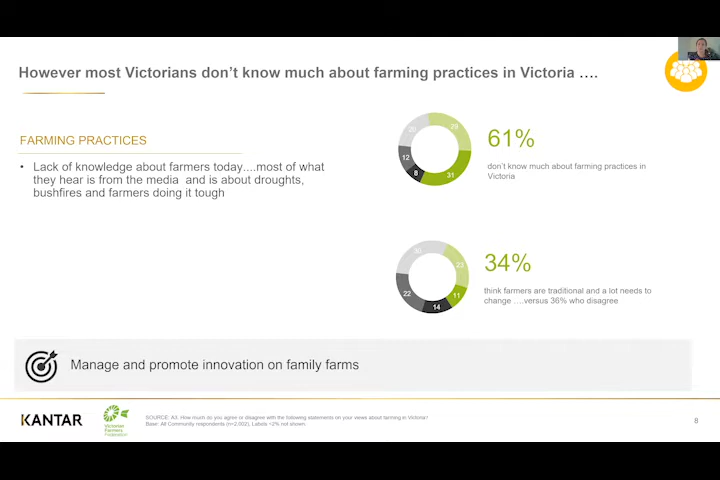 However most Victorians don't know much about farming practices in Victoria ….
FARMING PRACTICES
• Lack of knowledge about farmers today....most of what
they hear is from the media and is about droughts,
bushfires and farmers doing it tough
20
29
12
8
31
61%
don't know much about farming practices in
Victoria
30
23
22
11
14
34%
think farmers are traditional and a lot needs to
change ….versus 36% who disagree
Manage and promote innovation on family farms
KANTAR
Victorian
Farmers
Federation
SOURCE: A3. How much do you agree or disagree with the following statements on your views about farming in Victoria?.
Base: All Community respondents (n=2,002), Labels <2% not shown
8